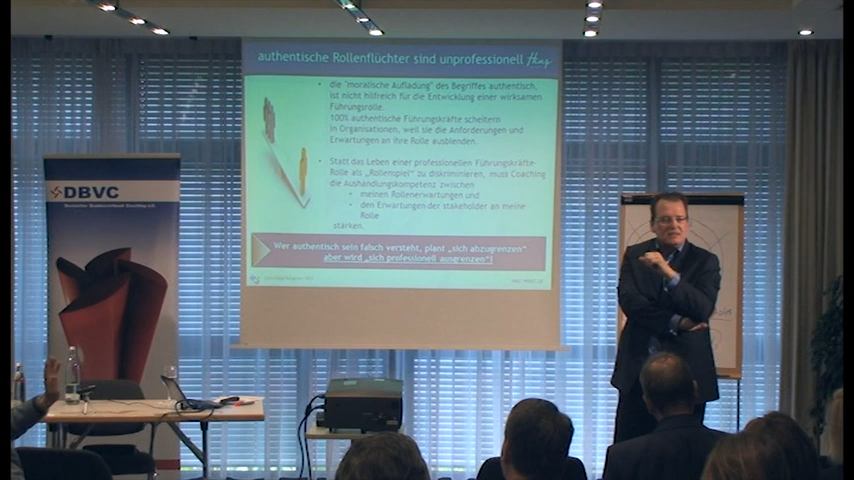 authentische Rollenflüchter sind unprofessionell
die "moralische Aufladung" des Begriffes authentisch,
ist nicht hilfreich für die Entwicklung einer wirksamen
Führungsrolle.
100% authentische Führungskräfte scheitern
in Organisationen, weil sie die Anforderungen und
Erwartungen an ihre Rolle ausblenden.
Statt das Leben einer professionellen Führungskräfte-
Rolle als „Rollenspiel" zu diskriminieren, muss Coaching
die Aushandlungskompetenz zwischen
meinen Rollenerwartungen und
den Erwartungen der stakeholder an meine
Rolle
stärken.
Wer authentisch sein falsch versteht, plant „sich abzugrenzen"
aber wird „sich professionell ausgrenzen"!
DBVC